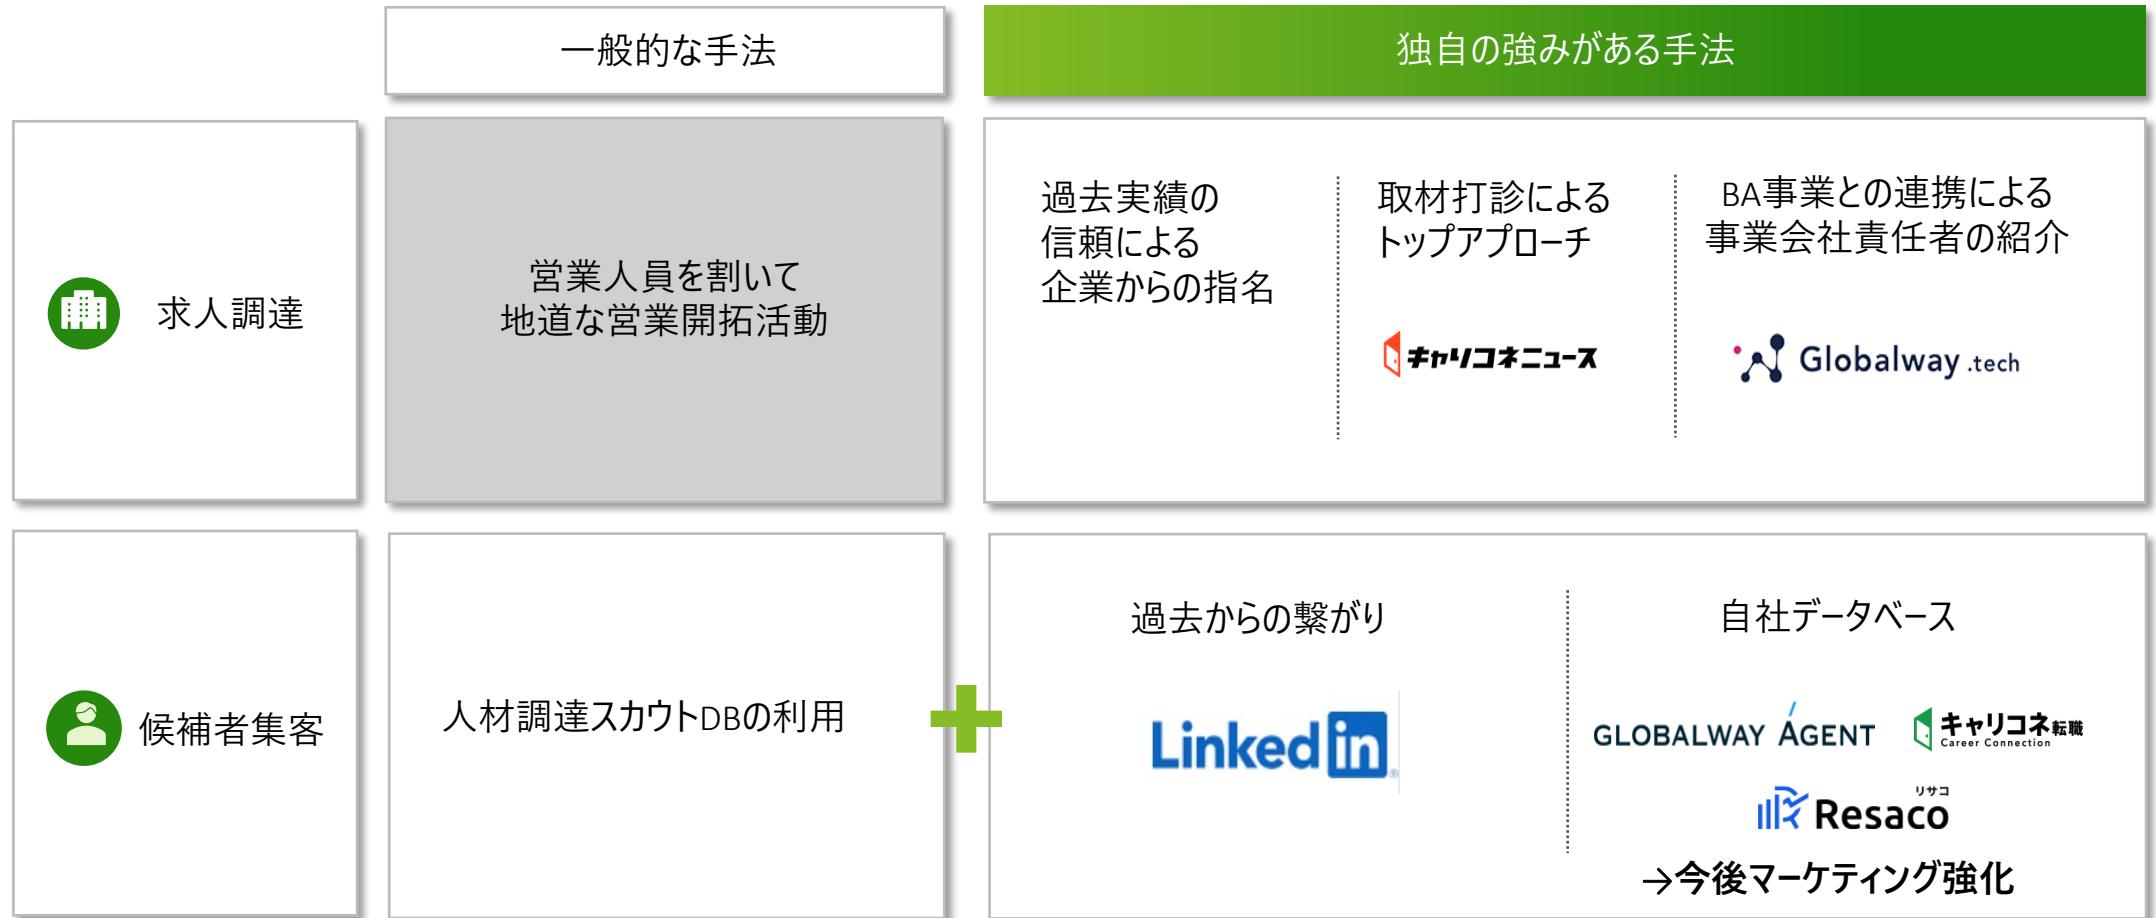 一般的な手法
独自の強みがある手法
求人調達
営業人員を割いて
地道な営業開拓活動
過去実績の
信頼による
企業からの指名
取材打診による
トップアプローチ
キャリコネニュース
BA事業との連携による
事業会社責任者の紹介
Globalway.tech
候補者集客
人材調達スカウトDBの利用
過去からの繋がり
Linked in
自社データベース
GLOBALWAY AGENT
キャリコネ転職
Career Connection
リサコ
Resaco
→今後マーケティング強化